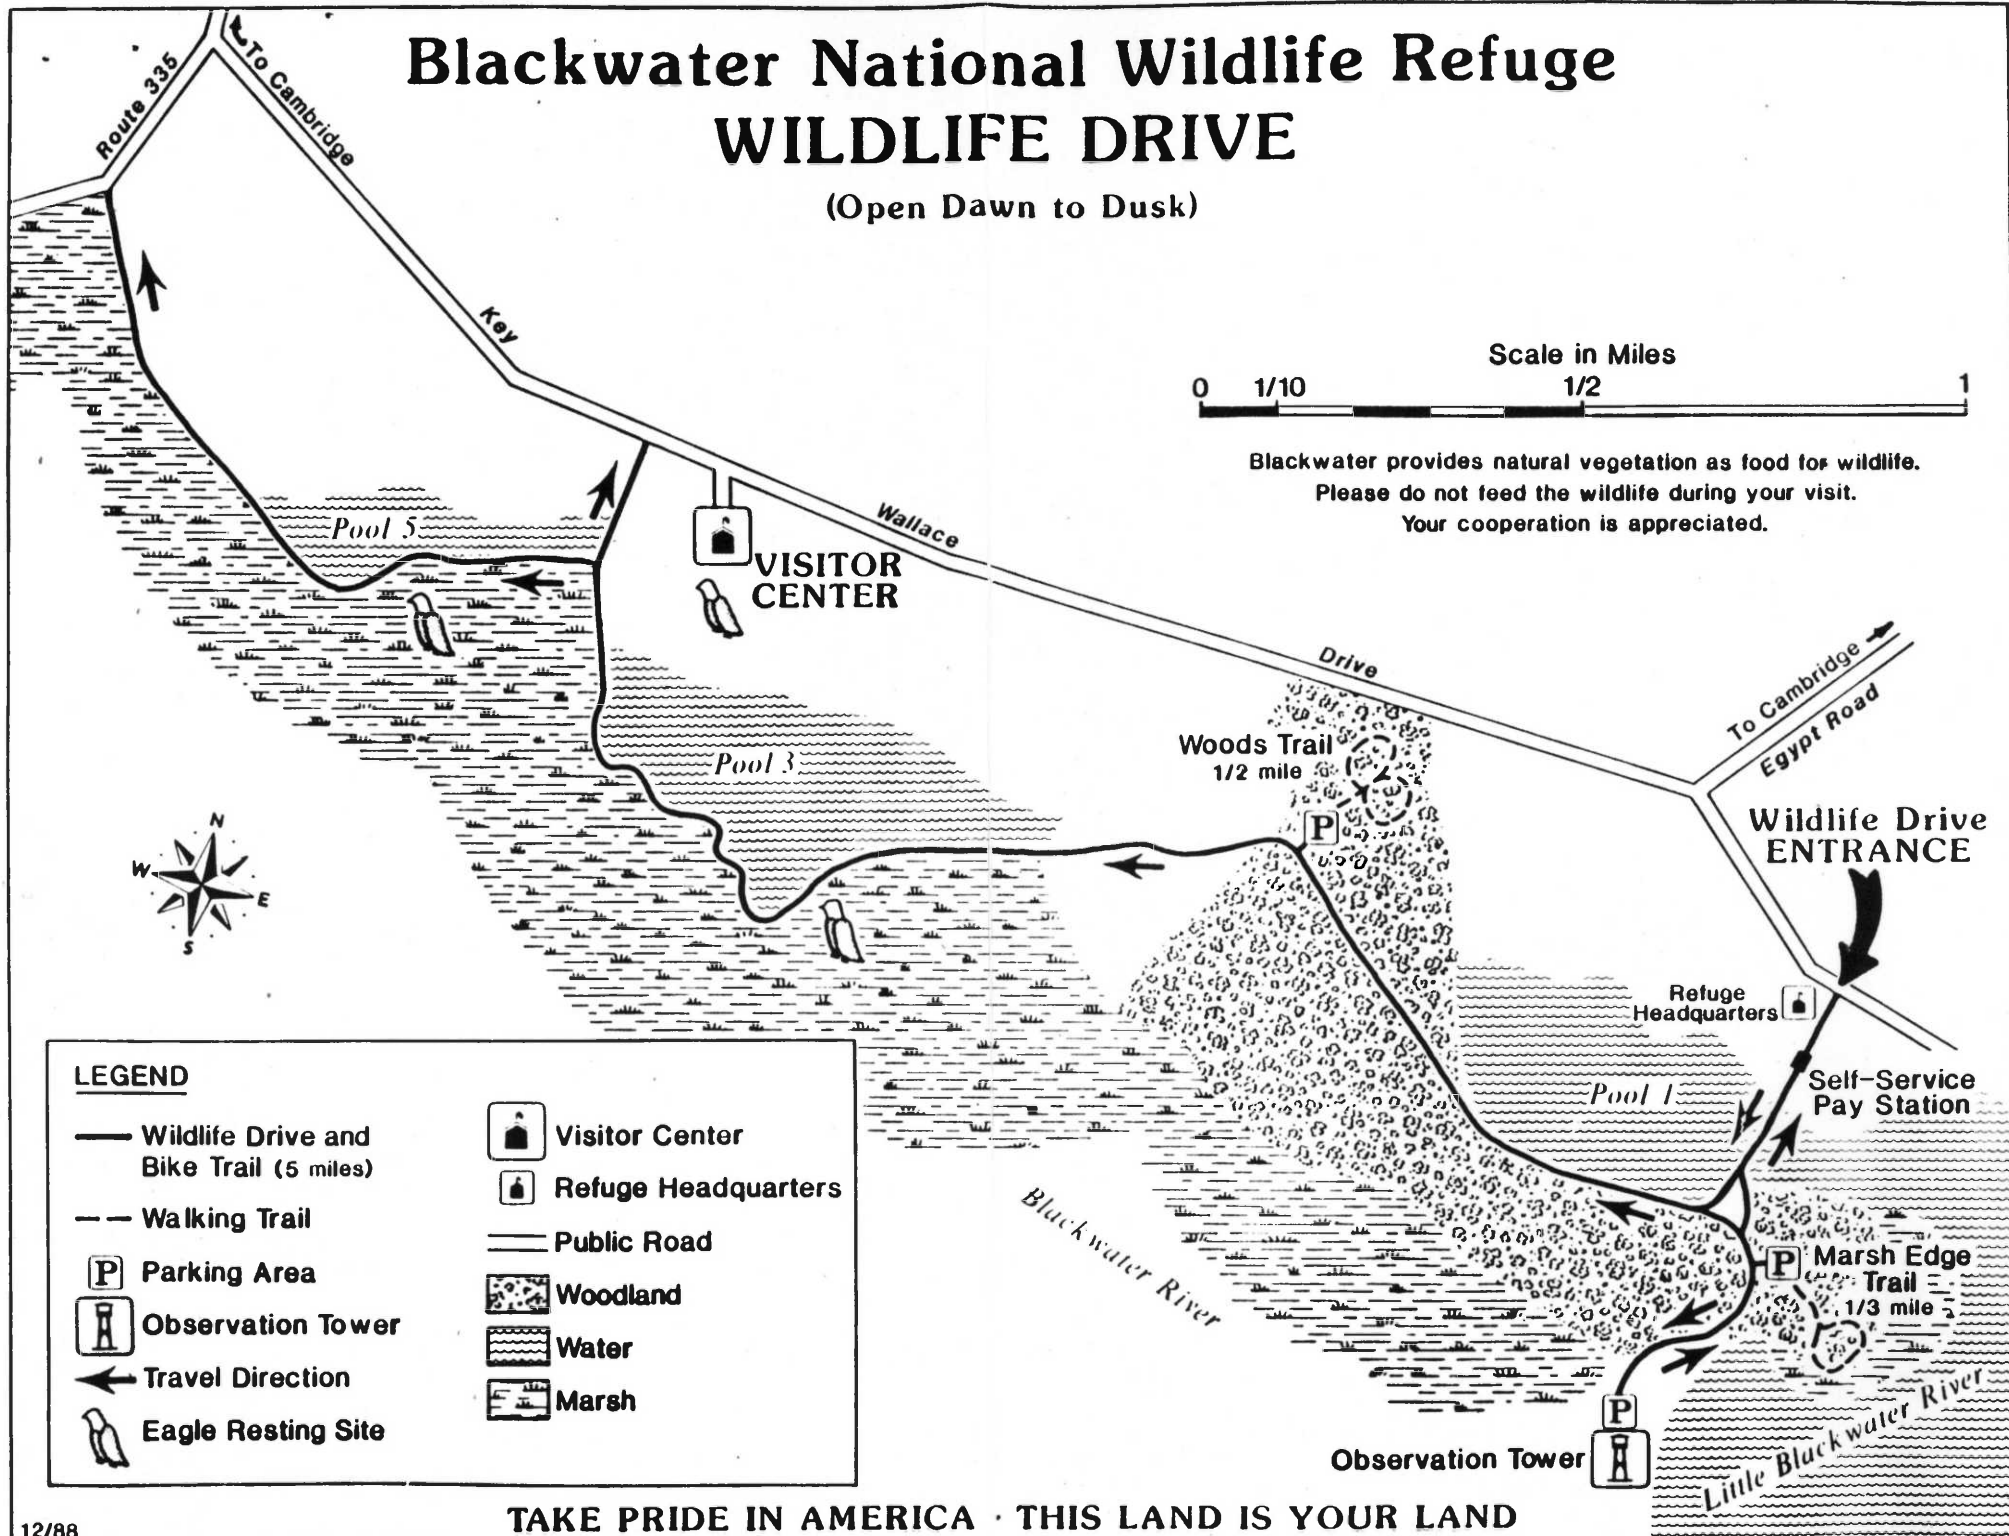 Blackwater National Wildlife Refuge
WILDLIFE DRIVE
(Open Dawn to Dusk)
Route 335
To Cambridge
Key
Wallace
Drive
Scale in Miles
0 1/10 1/2 1
Blackwater provides natural vegetation as food for wildlife.
Please do not feed the wildlife during your visit.
Your cooperation is appreciated.
Pool 5
VISITOR
CENTER
To Cambridge
Egypt Road
Woods Trail
1/2 mile
P
Pool 3
Wildlife Drive
ENTRANCE
N
W
E
S
Refuge
Headquarters
Pool 1
Self-Service
Pay Station
Blackwater River
P
Marsh Edge
Trail
1/3 mile
P
Observation Tower
Little Blackwater River
LEGEND
Wildlife Drive and
Bike Trail (5 miles)
Walking Trail
P Parking Area
Observation Tower
Travel Direction
Eagle Resting Site
Visitor Center
Refuge Headquarters
Public Road
Woodland
Water
Marsh
12/88
TAKE PRIDE IN AMERICA · THIS LAND IS YOUR LAND